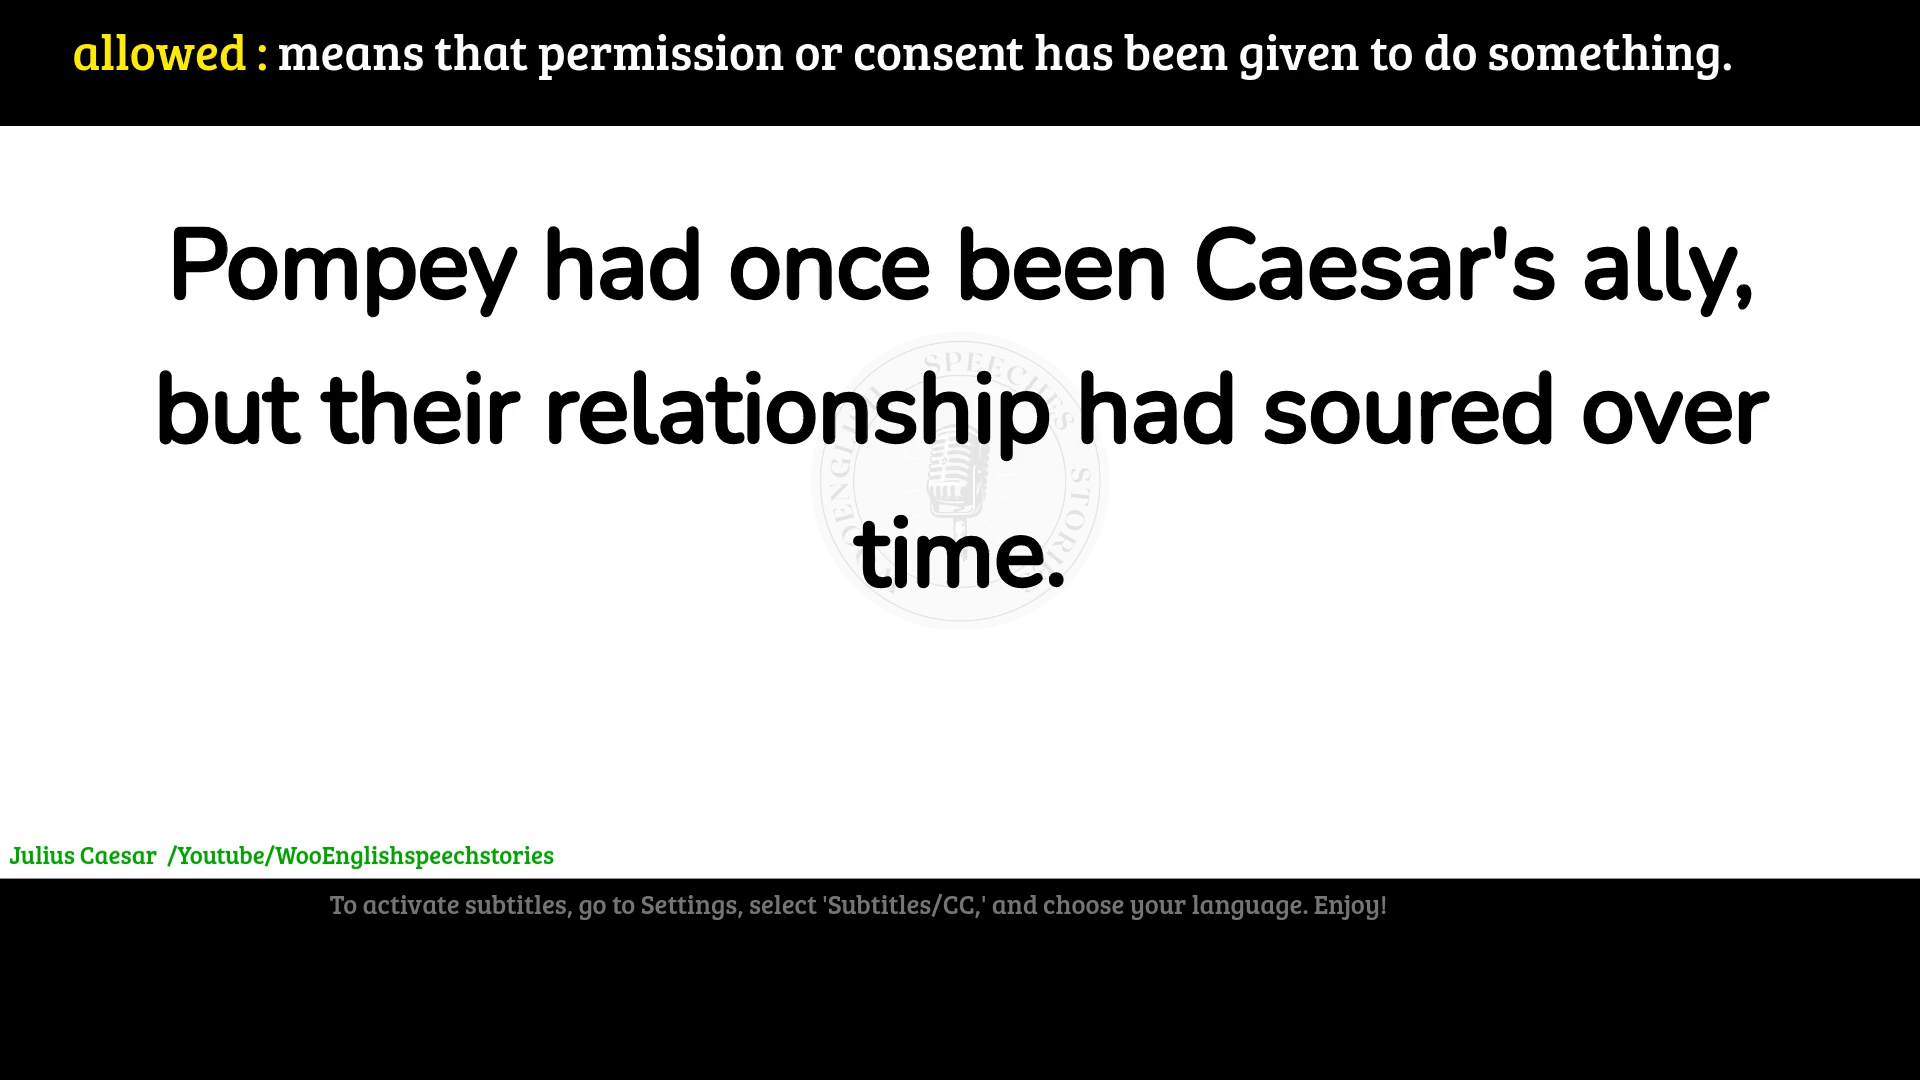 allowed : means that permission or consent has been given to do something.
Pompey had once been Caesar's ally,
but their relationship had soured over
time.
SPEECHES
STORIES
Julius Caesar /Youtube/WooEnglishspeechstories
To activate subtitles, go to Settings, select 'Subtitles/CC,' and choose your language. Enjoy!